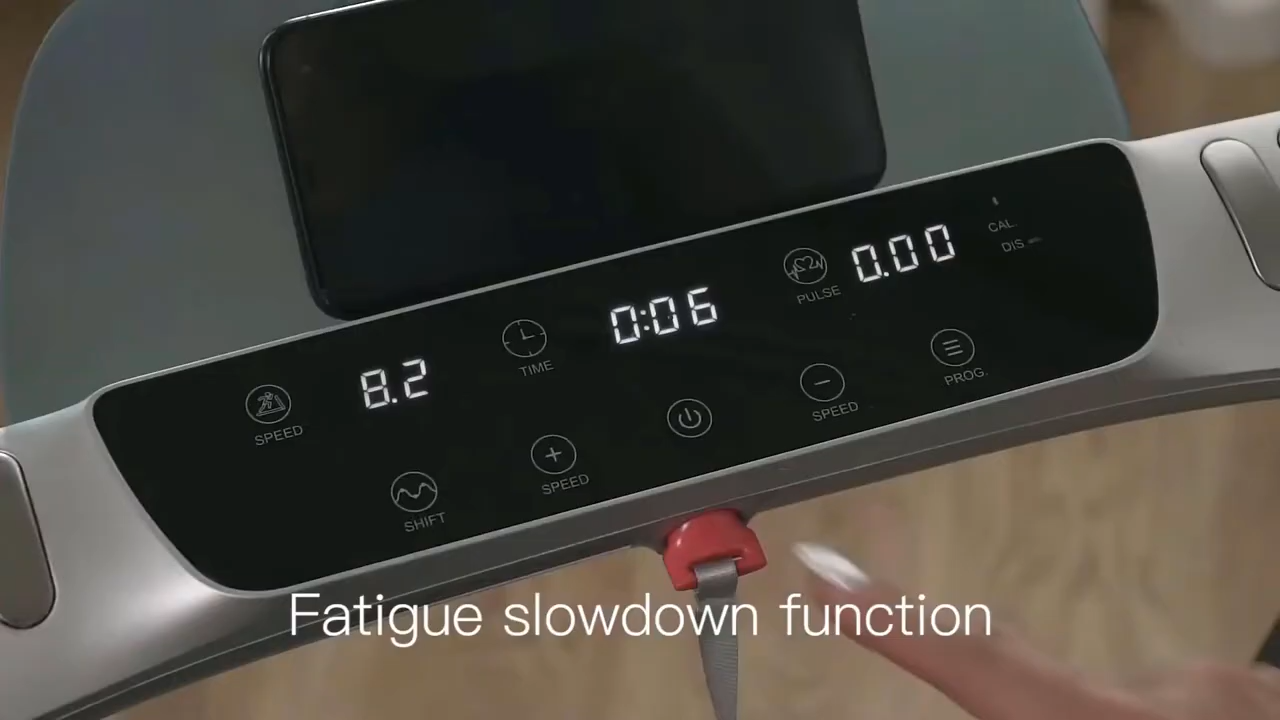 0.00
CAL.
DIS
PULSE
0:06
TIME
8.2
SPEED
PROG.
SPEED
SPEED
SHIFT
Fatigue slowdown function